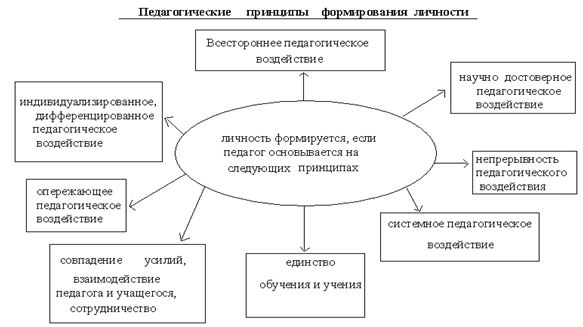 Педагогические принципы формирования личности
Всестороннее педагогическое
воздействие
научно достоверное
педагогическое
воздействие
индивидуализированное,
дифференцированное
педагогическое
воздействие
личность формируется, если
педагог основывается на
следующих принципах
непрерывность
педагогического
воздействия
опережающее
педагогическое
воздействие
системное педагогическое
воздействие
совпадение усилий,
взаимодействие
педагога и учащегося,
сотрудничество
единство
обучения и учения